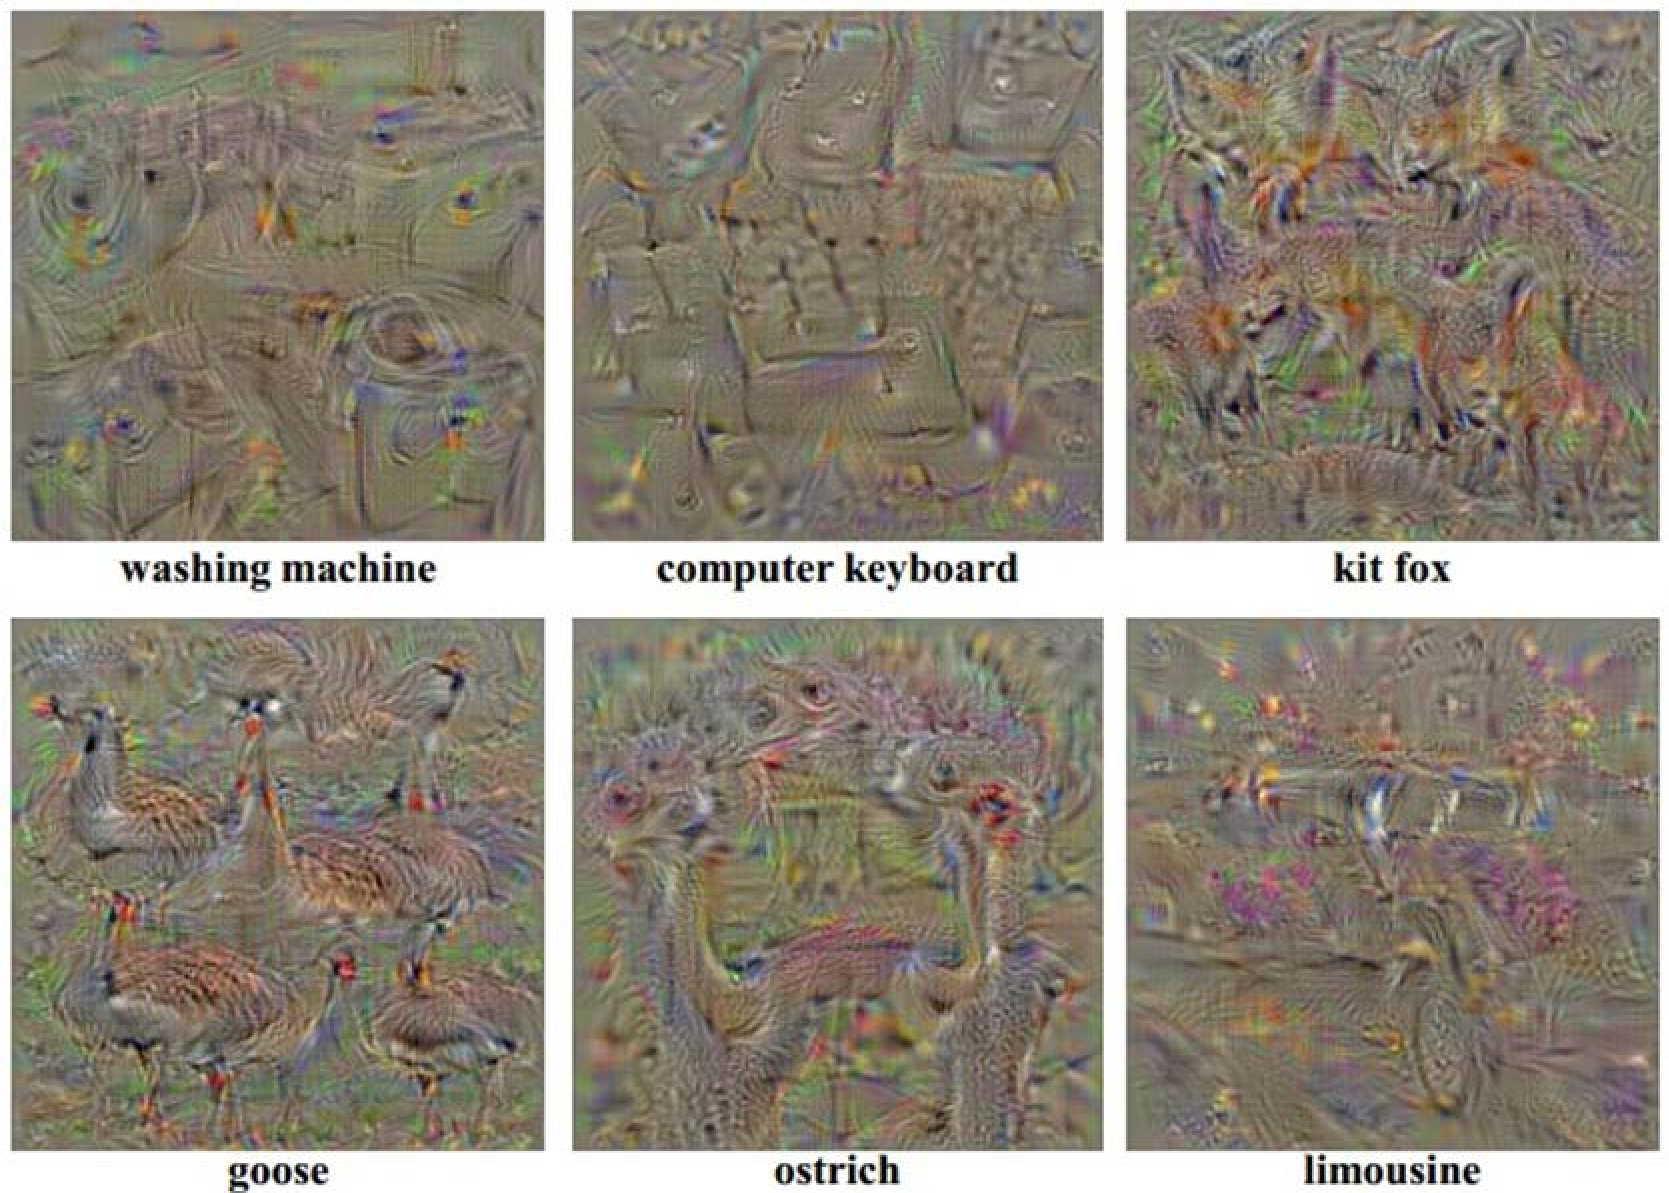 washing machine
computer keyboard
kit fox
goose
ostrich
limousine